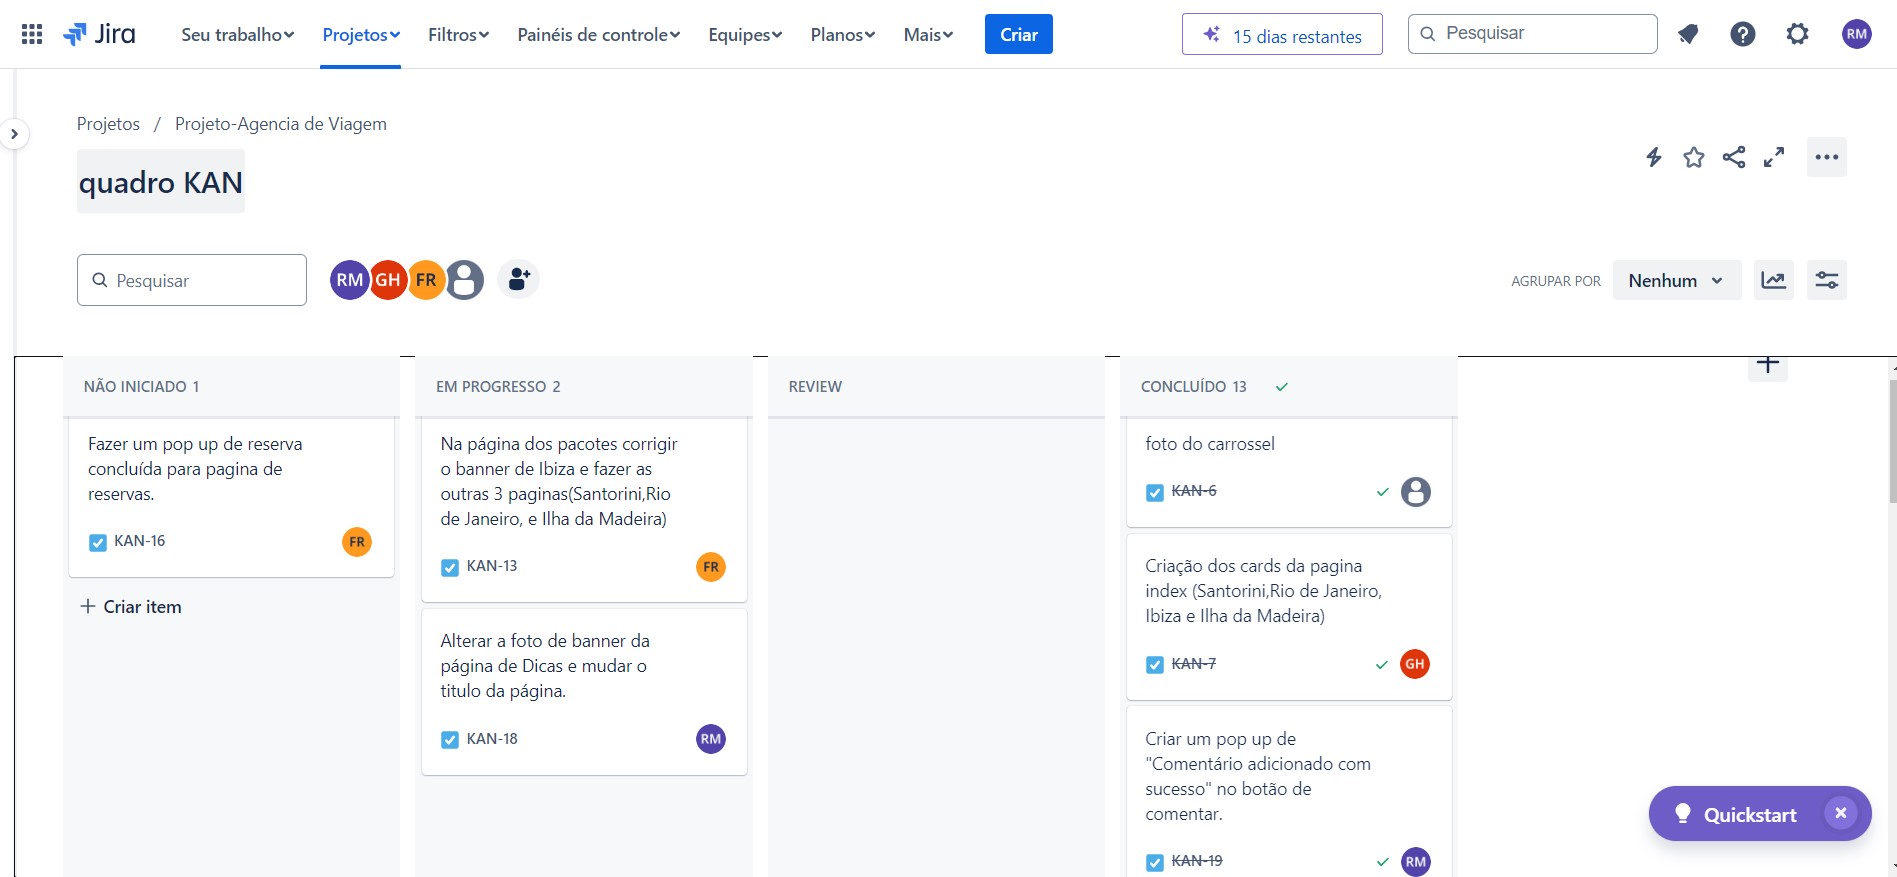 Jira
Seu trabalho
Projetos
Filtros
Painéis de controle
Equipes
Planos
Mais
Criar
15 dias restantes
Pesquisar
RM
Projetos / Projeto-Agencia de Viagem
quadro KAN
Pesquisar
RM
GH
FR
AGRUPAR POR
Nenhum
NÃO INICIADO 1
Fazer um pop up de reserva
concluída para pagina de
reservas.
KAN-16
FR
+ Criar item
EM PROGRESSO 2
Na página dos pacotes corrigir
o banner de Ibiza e fazer as
outras 3 paginas(Santorini,Rio
de Janeiro, e Ilha da Madeira)
KAN-13
FR
Alterar a foto de banner da
página de Dicas e mudar o
titulo da página.
KAN-18
RM
REVIEW
CONCLUÍDO 13
foto do carrossel
KAN-6
Criação dos cards da pagina
index (Santorini,Rio de Janeiro,
Ibiza e Ilha da Madeira)
KAN-7
GH
Criar um pop up de
"Comentário adicionado com
sucesso" no botão de
comentar.
KAN-19
RM
Quickstart